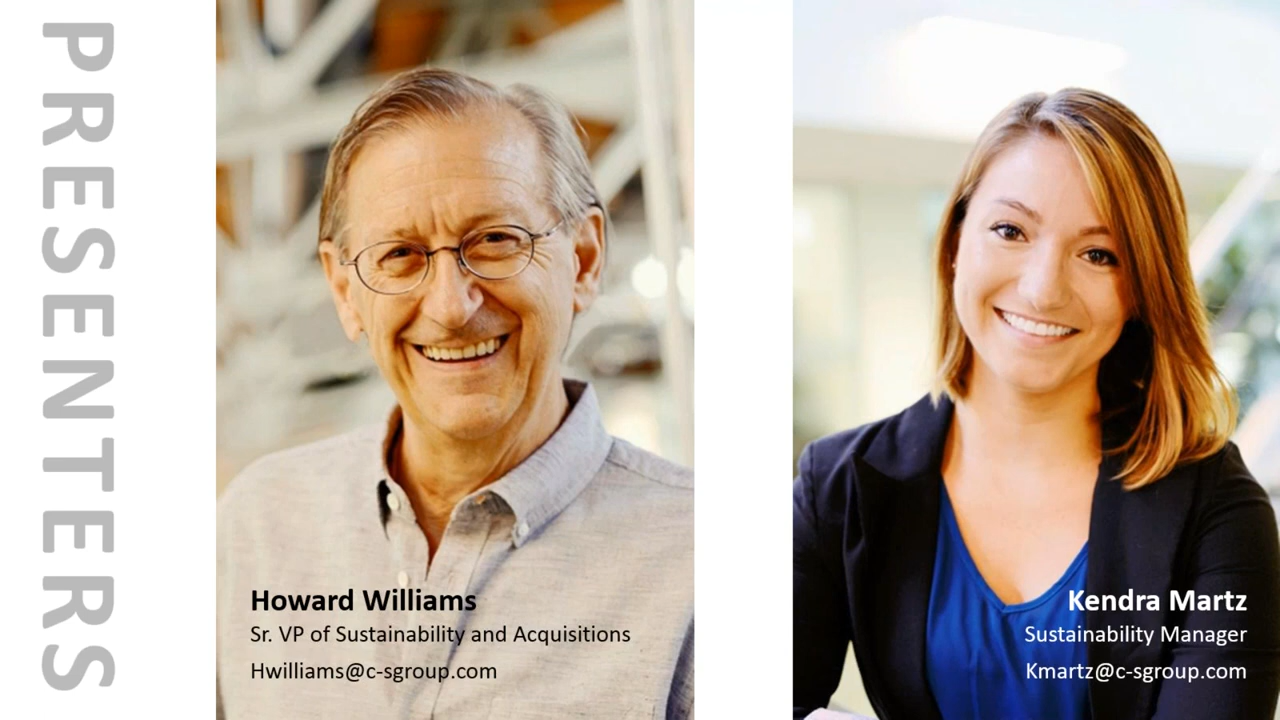 PRESENTERS
Howard Williams
Sr. VP of Sustainability and Acquisitions
Hwilliams@c-sgroup.com
Kendra Martz
Sustainability Manager
Kmartz@c-sgroup.com